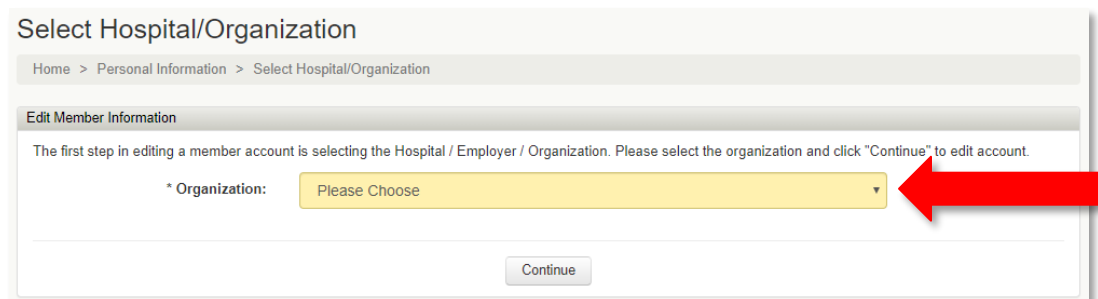 Select Hospital/Organization
Home > Personal Information > Select Hospital/Organization
Edit Member Information
The first step in editing a member account is selecting the Hospital / Employer / Organization. Please select the organization and click "Continue" to edit account.
* Organization: Please Choose
Continue